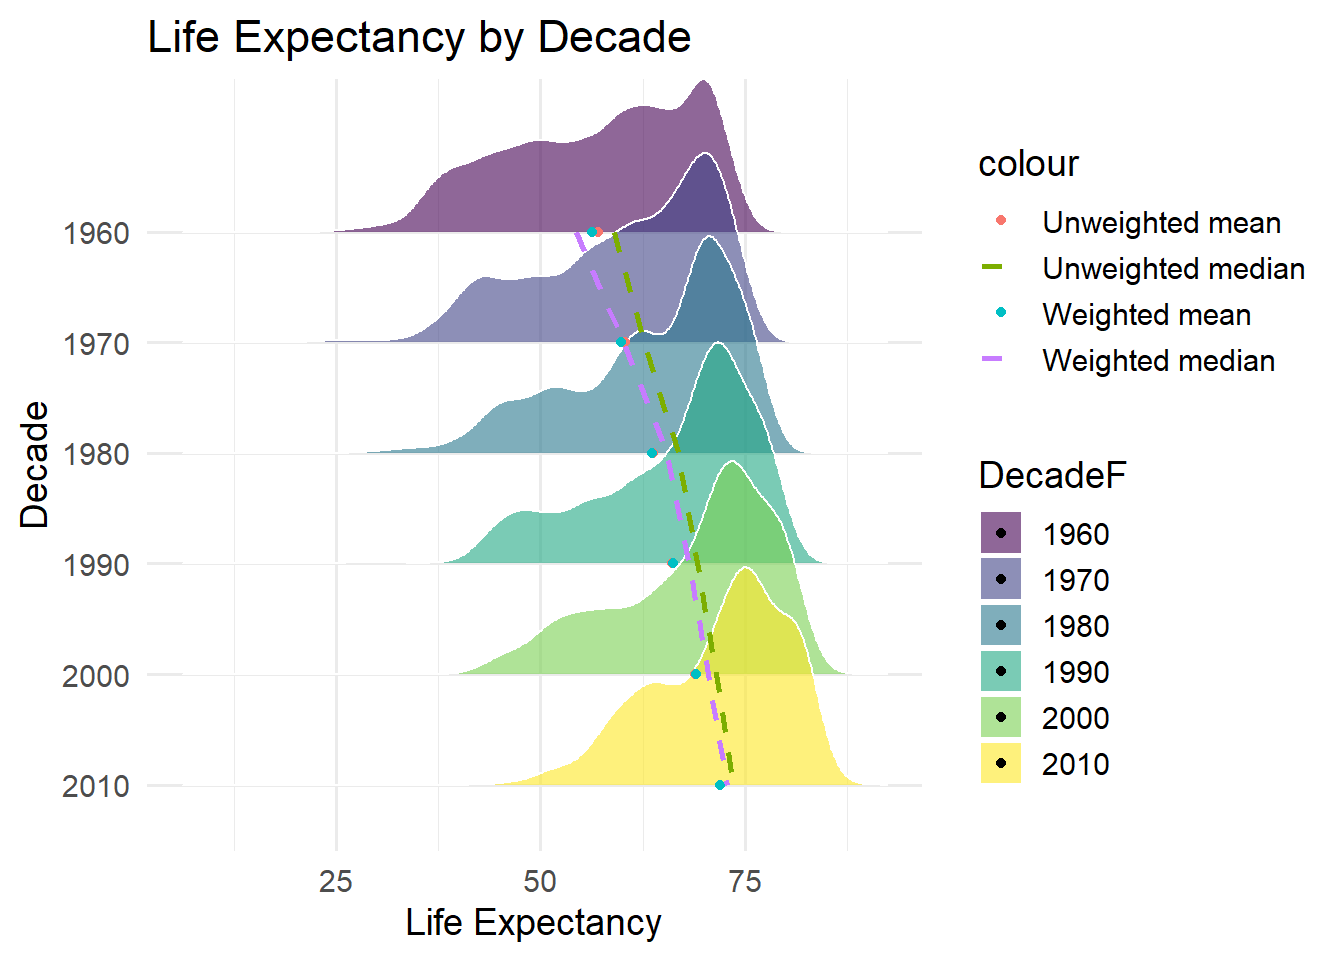 Life Expectancy by Decade
Decade
1960
1970
1980
1990
2000
2010
25 50 75
Life Expectancy
colour
Unweighted mean
Unweighted median
Weighted mean
Weighted median
DecadeF
1960
1970
1980
1990
2000
2010